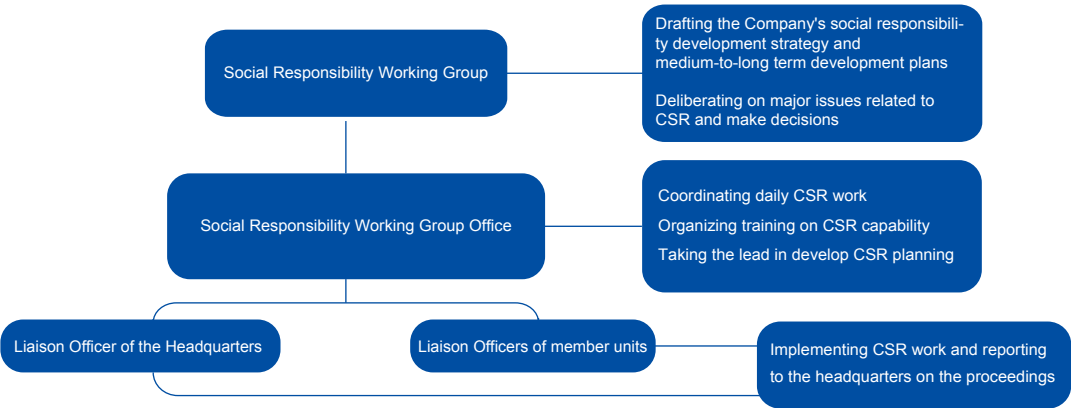 Social Responsibility Working Group
Drafting the Company's social responsibili-
ty development strategy and
medium-to-long term development plans
Deliberating on major issues related to
CSR and make decisions
Social Responsibility Working Group Office
Coordinating daily CSR work
Organizing training on CSR capability
Taking the lead in develop CSR planning
Liaison Officer of the Headquarters
Liaison Officers of member units
Implementing CSR work and reporting
to the headquarters on the proceedings